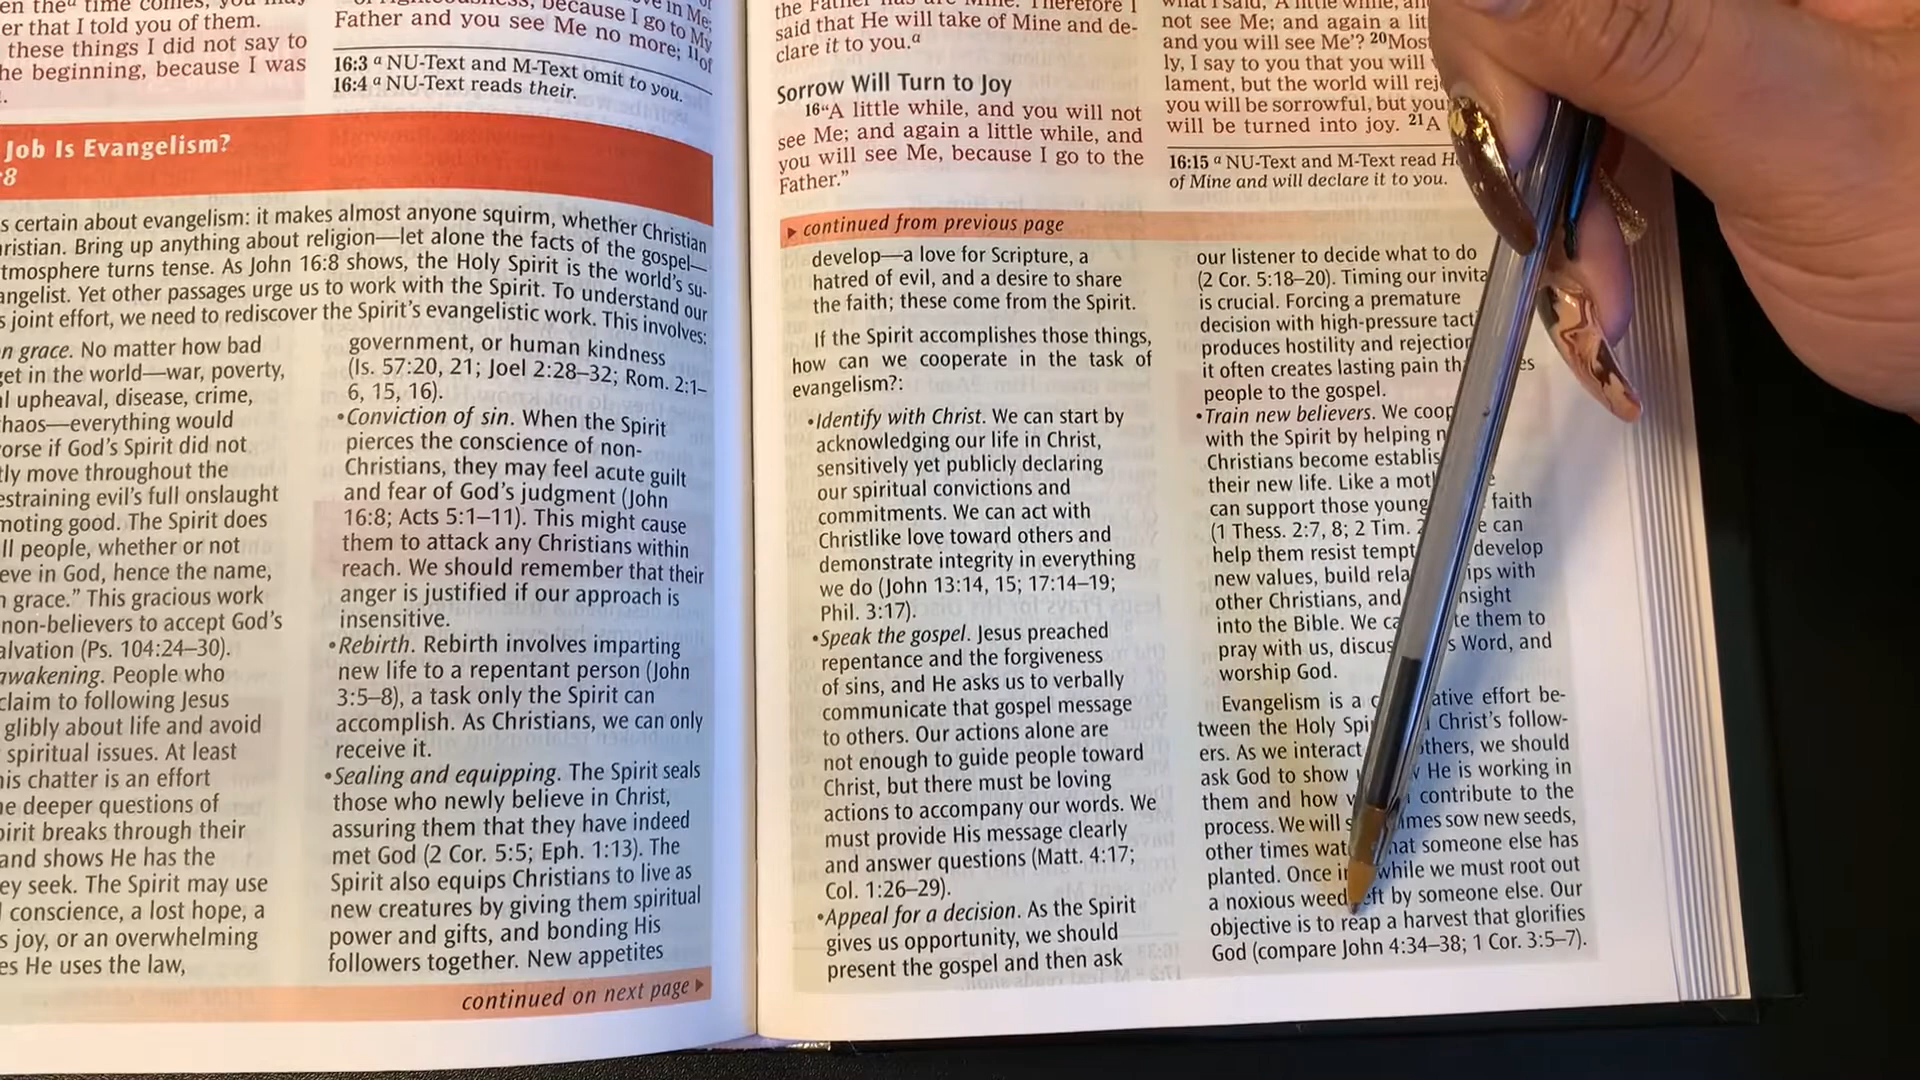 en theᵃ time comes, you may
er that I told you of them.
these things I did not say to
he beginning, because I was
.
because I go to My
Father and you see Me no more; ¹¹of
16:3 ᵃ NU-Text and M-Text omit to you.
16:4 ᵃ NU-Text reads their.
Job Is Evangelism?
8
s certain about evangelism: it makes almost anyone squirm, whether Christian
ristian. Bring up anything about religion—let alone the facts of the gospel—
tmosphere turns tense. As John 16:8 shows, the Holy Spirit is the world's su-
angelist. Yet other passages urge us to work with the Spirit. To understand our
s joint effort, we need to rediscover the Spirit's evangelistic work. This involves:
n grace. No matter how bad
get in the world—war, poverty,
l upheaval, disease, crime,
haos—everything would
orse if God's Spirit did not
tly move throughout the
estraining evil's full onslaught
moting good. The Spirit does
ll people, whether or not
eve in God, hence the name,
n grace." This gracious work
non-believers to accept God's
alvation (Ps. 104:24–30).
awakening. People who
claim to following Jesus
glibly about life and avoid
spiritual issues. At least
his chatter is an effort
e deeper questions of
pirit breaks through their
and shows He has the
ey seek. The Spirit may use
conscience, a lost hope, a
s joy, or an overwhelming
es He uses the law,
government, or human kindness
(Is. 57:20, 21; Joel 2:28–32; Rom. 2:1–
6, 15, 16).
•Conviction of sin. When the Spirit
pierces the conscience of non-
Christians, they may feel acute guilt
and fear of God's judgment (John
16:8; Acts 5:1–11). This might cause
them to attack any Christians within
reach. We should remember that their
anger is justified if our approach is
insensitive.
•Rebirth. Rebirth involves imparting
new life to a repentant person (John
3:5–8), a task only the Spirit can
accomplish. As Christians, we can only
receive it.
•Sealing and equipping. The Spirit seals
those who newly believe in Christ,
assuring them that they have indeed
met God (2 Cor. 5:5; Eph. 1:13). The
Spirit also equips Christians to live as
new creatures by giving them spiritual
power and gifts, and bonding His
followers together. New appetites
continued on next page ▶
the Father has are Mine. Therefore I
said that He will take of Mine and de-
clare it to you.ᵃ
Sorrow Will Turn to Joy
¹⁶"A little while, and you will not
see Me; and again a little while, and
you will see Me, because I go to the
Father."
what I said, 'A little while, an
not see Me; and again a lit
and you will see Me'? ²⁰Most
ly, I say to you that you will
lament, but the world will rej
you will be sorrowful, but you
will be turned into joy. ²¹A
16:15 ᵃ NU-Text and M-Text read H
of Mine and will declare it to you.
▶ continued from previous page
develop—a love for Scripture, a
hatred of evil, and a desire to share
the faith; these come from the Spirit.
If the Spirit accomplishes those things,
how can we cooperate in the task of
evangelism?:
•Identify with Christ. We can start by
acknowledging our life in Christ,
sensitively yet publicly declaring
our spiritual convictions and
commitments. We can act with
Christlike love toward others and
demonstrate integrity in everything
we do (John 13:14, 15; 17:14–19;
Phil. 3:17).
•Speak the gospel. Jesus preached
repentance and the forgiveness
of sins, and He asks us to verbally
communicate that gospel message
to others. Our actions alone are
not enough to guide people toward
Christ, but there must be loving
actions to accompany our words. We
must provide His message clearly
and answer questions (Matt. 4:17;
Col. 1:26–29).
•Appeal for a decision. As the Spirit
gives us opportunity, we should
present the gospel and then ask
our listener to decide what to do
(2 Cor. 5:18–20). Timing our invita
is crucial. Forcing a premature
decision with high-pressure tact
produces hostility and rejection
it often creates lasting pain th es
people to the gospel.
•Train new believers. We coop
with the Spirit by helping n
Christians become establis
their new life. Like a mot
can support those young faith
(1 Thess. 2:7, 8; 2 Tim. 2 e can
help them resist tempt develop
new values, build rela ips with
other Christians, and nsight
into the Bible. We ca te them to
pray with us, discus s Word, and
worship God.
Evangelism is a c ative effort be-
tween the Holy Spi Christ's follow-
ers. As we interact others, we should
ask God to show He is working in
them and how contribute to the
process. We will s imes sow new seeds,
other times wat hat someone else has
planted. Once in while we must root out
a noxious weed left by someone else. Our
objective is to reap a harvest that glorifies
God (compare John 4:34–38; 1 Cor. 3:5–7).